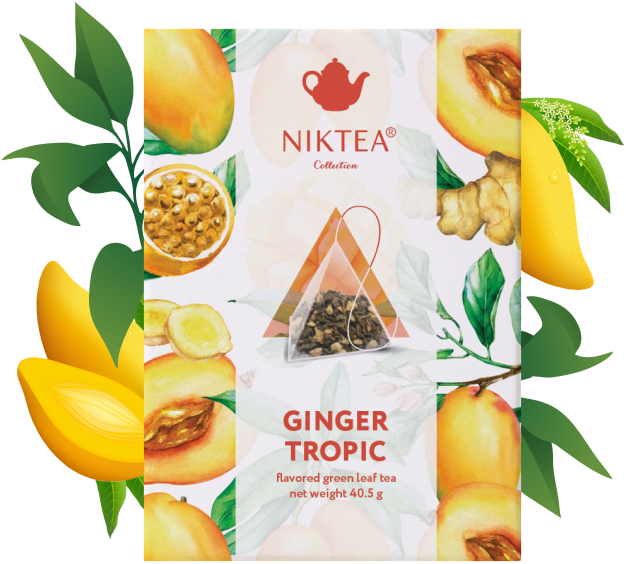 NIKTEA®
Collection
GINGER
TROPIC
flavored green leaf tea
net weight 40.5 g